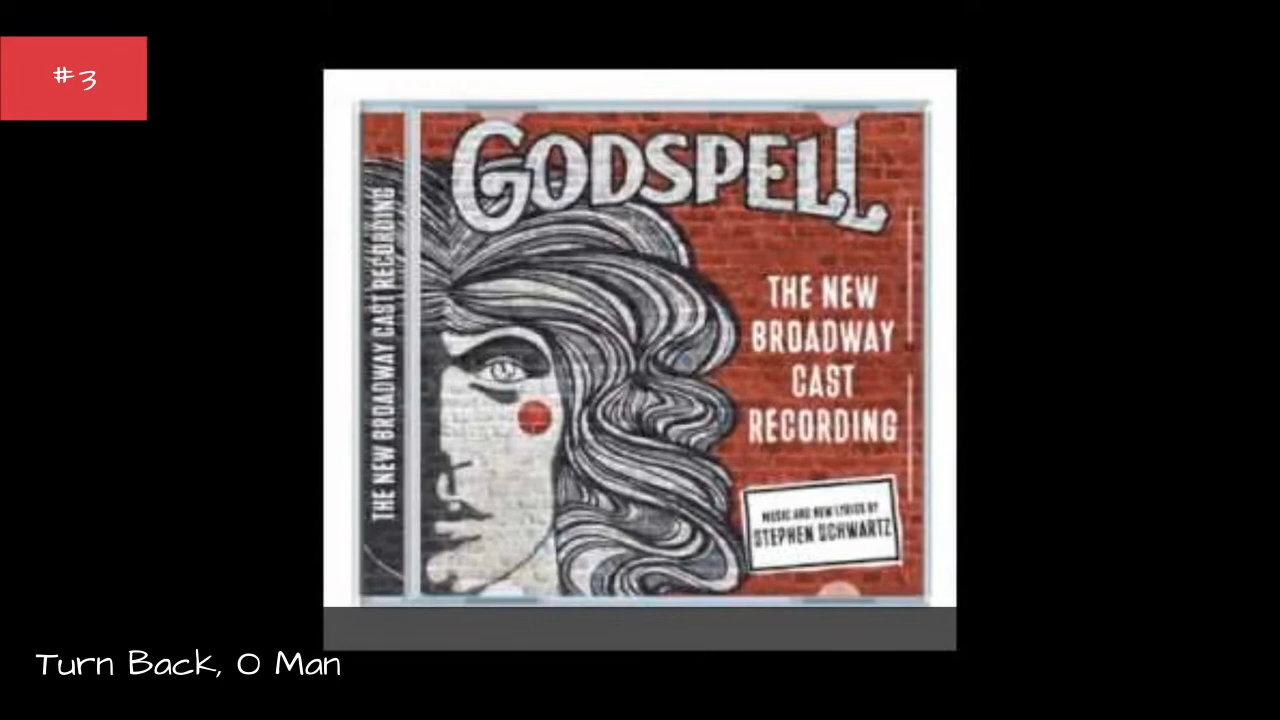 #3
GODSPELL
THE NEW BROADWAY CAST RECORDING
THE NEW
BROADWAY
CAST
RECORDING
MUSIC AND NEW LYRICS BY
STEPHEN SCHWARTZ
Turn Back, O Man